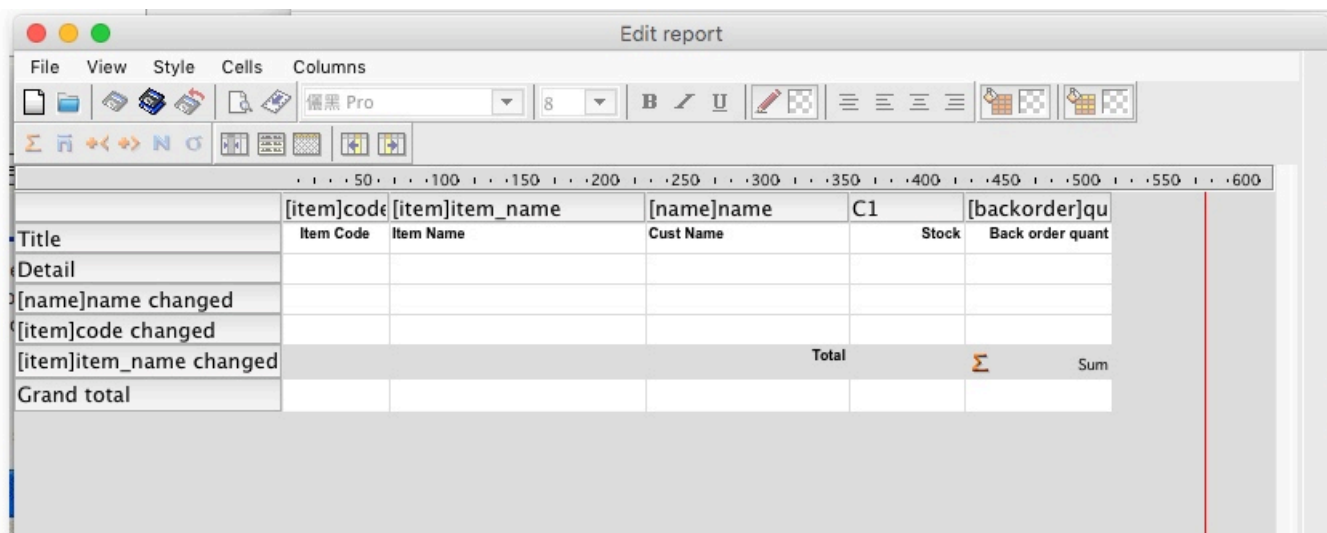 Edit report
File View Style Cells Columns
儷黑 Pro 8 B I U
Σ n N σ
50 100 150 200 250 300 350 400 450 500 550 600
[item]code [item]item_name [name]name C1 [backorder]qu
Title Item Code Item Name Cust Name Stock Back order quant
Detail
[name]name changed
[item]code changed
[item]item_name changed Total Σ Sum
Grand total